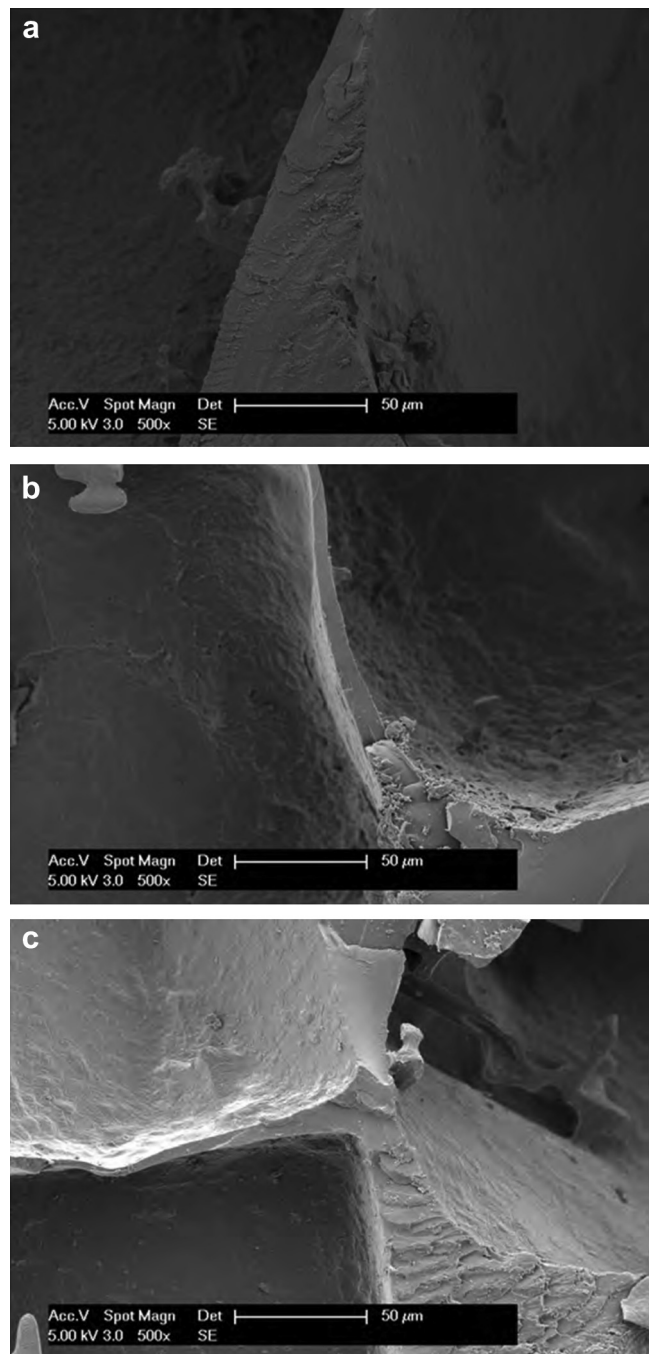 a
Acc.V Spot Magn Det 50 μm
5.00 kV 3.0 500x SE
b
Acc.V Spot Magn Det 50 μm
5.00 kV 3.0 500x SE
c
Acc.V Spot Magn Det 50 μm
5.00 kV 3.0 500x SE